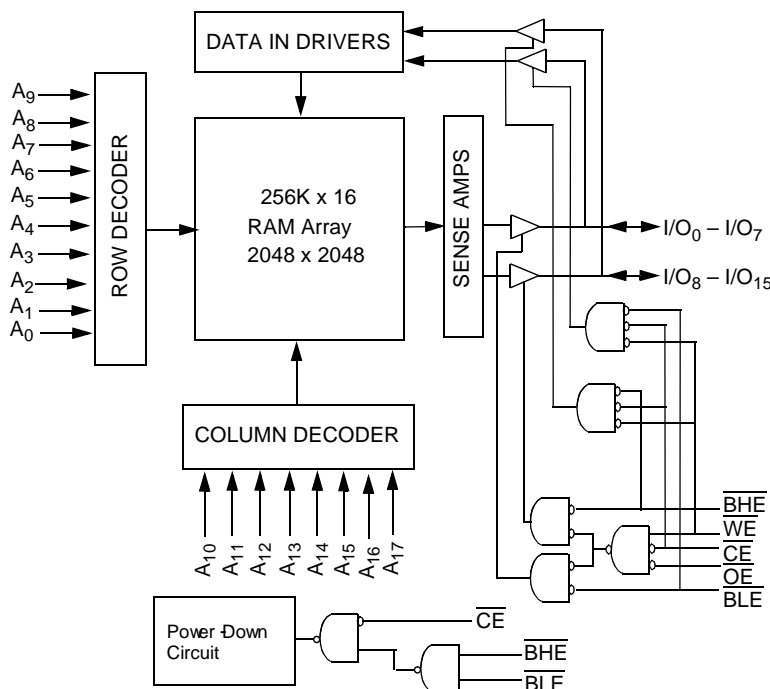 DATA IN DRIVERS
A9
A8
A7
A6
A5
A4
A3
A2
A1
A0
ROW DECODER
256K x 16
RAM Array
2048 x 2048
SENSE AMPS
I/O0 – I/O7
I/O8 – I/O15
COLUMN DECODER
A10
A11
A12
A13
A14
A15
A16
A17
BHE
WE
CE
OE
BLE
Power-Down
Circuit
CE
BHE
BLE